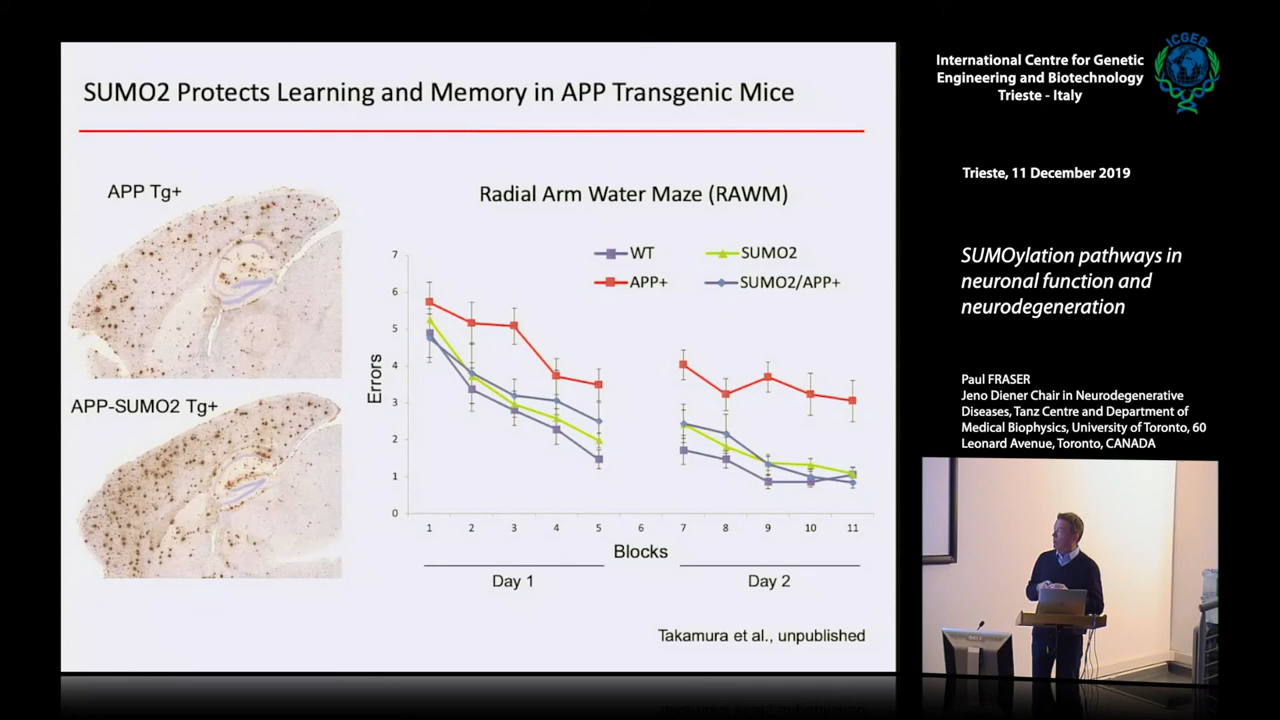 SUMO2 Protects Learning and Memory in APP Transgenic Mice
APP Tg+
APP-SUMO2 Tg+
Radial Arm Water Maze (RAWM)
WT
SUMO2
APP+
SUMO2/APP+
Errors
7
6
5
4
3
2
1
0
1 2 3 4 5 6 7 8 9 10 11
Blocks
Day 1
Day 2
Takamura et al., unpublished
International Centre for Genetic
Engineering and Biotechnology
Trieste - Italy
ICGEB
Trieste, 11 December 2019
SUMOylation pathways in
neuronal function and
neurodegeneration
Paul FRASER
Jeno Diener Chair in Neurodegenerative
Diseases, Tanz Centre and Department of
Medical Biophysics, University of Toronto, 60
Leonard Avenue, Toronto, CANADA